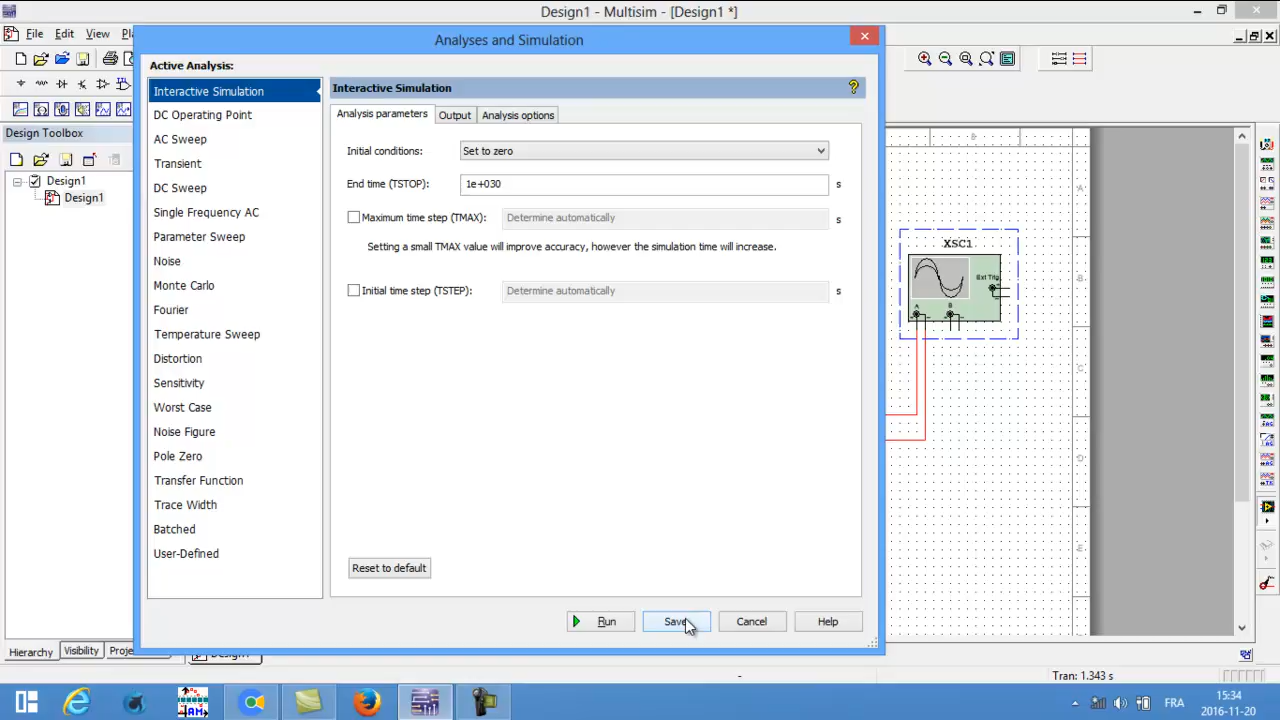 Design1 - Multisim - [Design1 *]
File Edit View Pl
Analyses and Simulation
Active Analysis:
Interactive Simulation
DC Operating Point
AC Sweep
Transient
DC Sweep
Single Frequency AC
Parameter Sweep
Noise
Monte Carlo
Fourier
Temperature Sweep
Distortion
Sensitivity
Worst Case
Noise Figure
Pole Zero
Transfer Function
Trace Width
Batched
User-Defined
Interactive Simulation
?
Analysis parameters Output Analysis options
Initial conditions: Set to zero
End time (TSTOP): 1e+030 s
Maximum time step (TMAX): Determine automatically s
Setting a small TMAX value will improve accuracy, however the simulation time will increase.
Initial time step (TSTEP): Determine automatically s
Reset to default
Run Save Cancel Help
Design Toolbox
Design1
Design1
XSC1
Ext Trig
A B
A
B
C
D
E
Hierarchy Visibility Proj
Tran: 1.343 s
FRA
15:34
2016-11-20